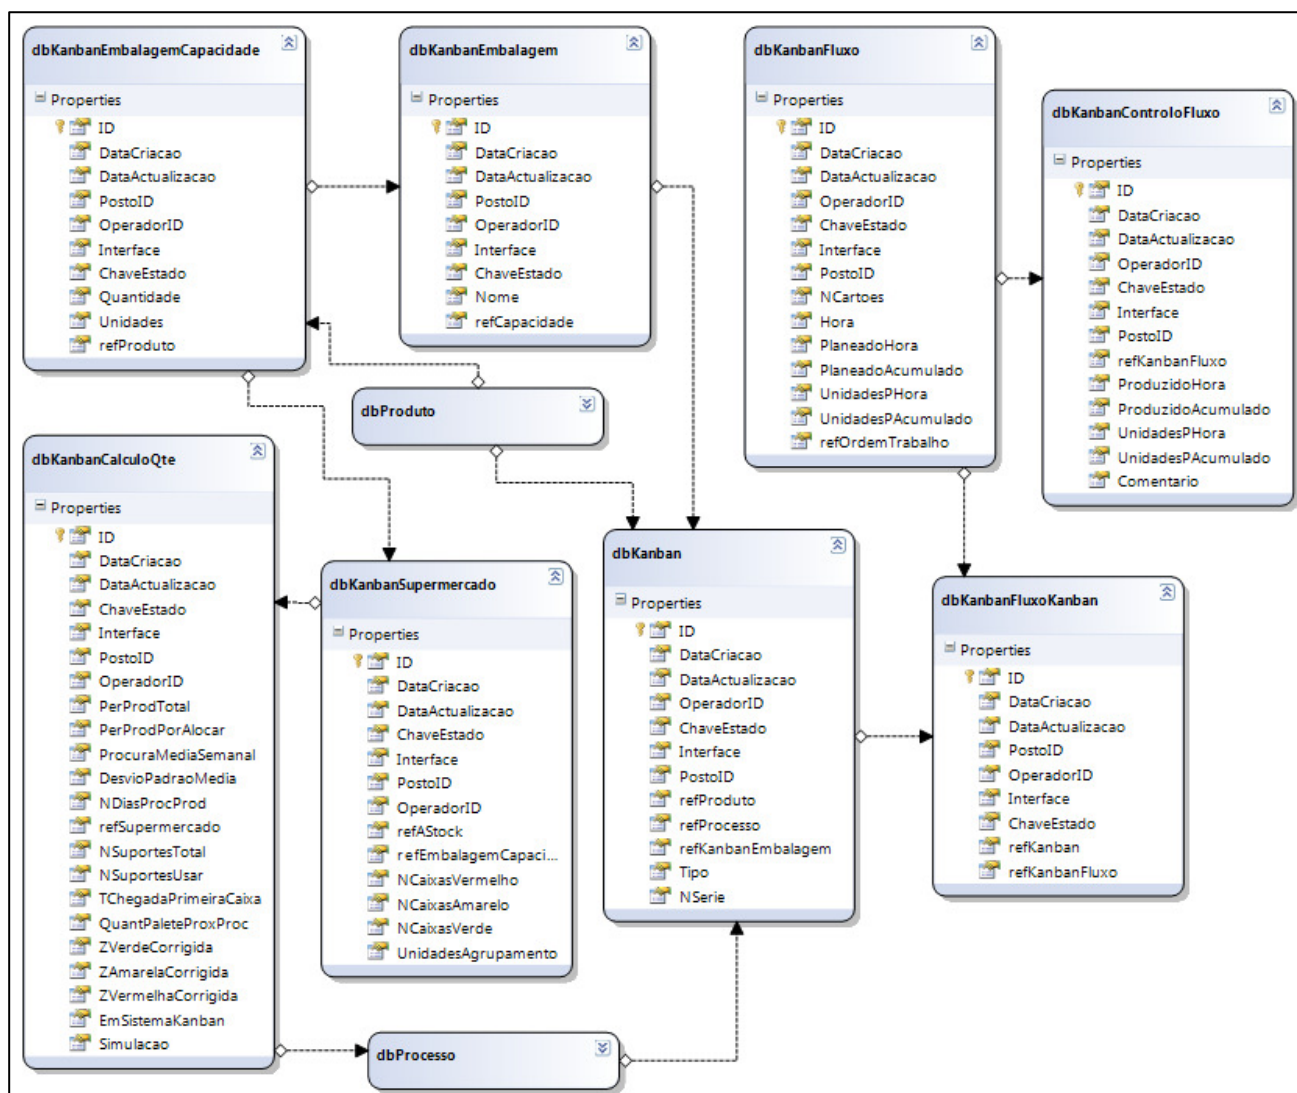 dbKanbanEmbalagemCapacidade
Properties
ID
DataCriacao
DataActualizacao
PostoID
OperadorID
Interface
ChaveEstado
Quantidade
Unidades
refProduto
dbKanbanEmbalagem
Properties
ID
DataCriacao
DataActualizacao
PostoID
OperadorID
Interface
ChaveEstado
Nome
refCapacidade
dbKanbanFluxo
Properties
ID
DataCriacao
DataActualizacao
OperadorID
ChaveEstado
Interface
PostoID
NCartoes
Hora
PlaneadoHora
PlaneadoAcumulado
UnidadesPHora
UnidadesPAcumulado
refOrdemTrabalho
dbKanbanControloFluxo
Properties
ID
DataCriacao
DataActualizacao
OperadorID
ChaveEstado
Interface
PostoID
refKanbanFluxo
ProduzidoHora
ProduzidoAcumulado
UnidadesPHora
UnidadesPAcumulado
Comentario
dbProduto
dbKanbanCalculoQte
Properties
ID
DataCriacao
DataActualizacao
ChaveEstado
Interface
PostoID
OperadorID
PerProdTotal
PerProdPorAlocar
ProcuraMediaSemanal
DesvioPadraoMedia
NDiasProcProd
refSupermercado
NSuportesTotal
NSuportesUsar
TChegadaPrimeiraCaixa
QuantPaleteProxProc
ZVerdeCorrigida
ZAmarelaCorrigida
ZVermelhaCorrigida
EmSistemaKanban
Simulacao
dbKanbanSupermercado
Properties
ID
DataCriacao
DataActualizacao
ChaveEstado
Interface
PostoID
OperadorID
refAStock
refEmbalagemCapaci...
NCaixasVermelho
NCaixasAmarelo
NCaixasVerde
UnidadesAgrupamento
dbKanban
Properties
ID
DataCriacao
DataActualizacao
OperadorID
ChaveEstado
Interface
PostoID
refProduto
refProcesso
refKanbanEmbalagem
Tipo
NSerie
dbKanbanFluxoKanban
Properties
ID
DataCriacao
DataActualizacao
PostoID
OperadorID
Interface
ChaveEstado
refKanban
refKanbanFluxo
dbProcesso